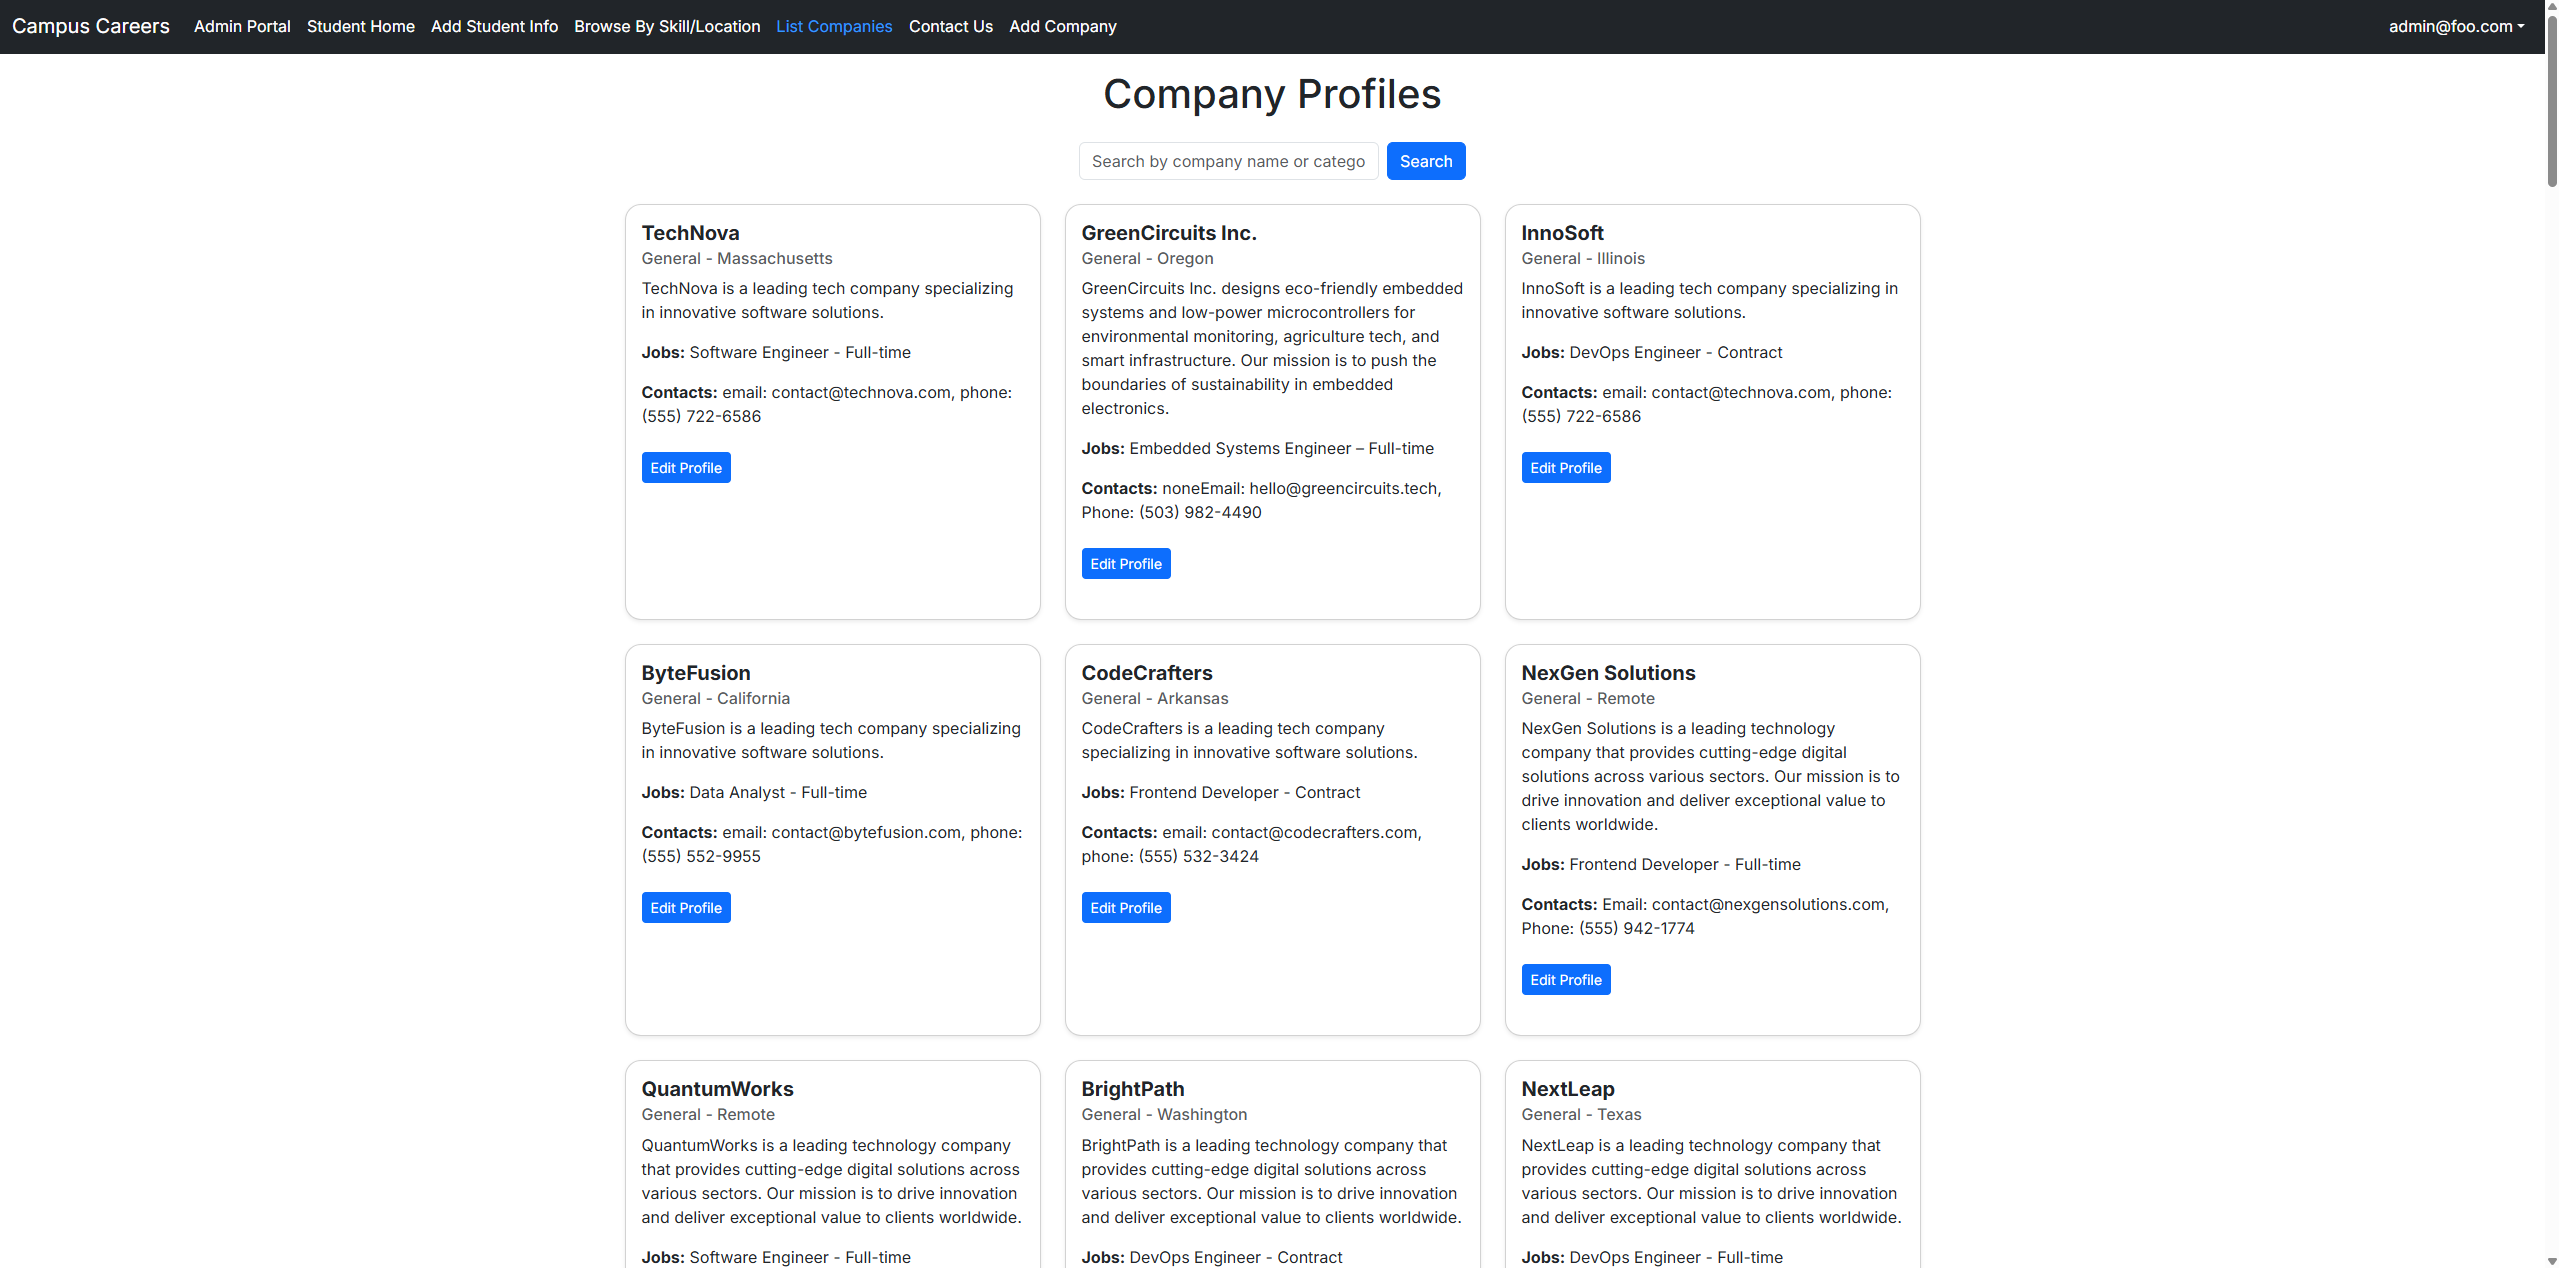 Campus Careers Admin Portal Student Home Add Student Info Browse By Skill/Location List Companies Contact Us Add Company admin@foo.com
Company Profiles
Search by company name or catego Search
TechNova
General - Massachusetts
TechNova is a leading tech company specializing
in innovative software solutions.
Jobs: Software Engineer - Full-time
Contacts: email: contact@technova.com, phone:
(555) 722-6586
Edit Profile
GreenCircuits Inc.
General - Oregon
GreenCircuits Inc. designs eco-friendly embedded
systems and low-power microcontrollers for
environmental monitoring, agriculture tech, and
smart infrastructure. Our mission is to push the
boundaries of sustainability in embedded
electronics.
Jobs: Embedded Systems Engineer – Full-time
Contacts: noneEmail: hello@greencircuits.tech,
Phone: (503) 982-4490
Edit Profile
InnoSoft
General - Illinois
InnoSoft is a leading tech company specializing in
innovative software solutions.
Jobs: DevOps Engineer - Contract
Contacts: email: contact@technova.com, phone:
(555) 722-6586
Edit Profile
ByteFusion
General - California
ByteFusion is a leading tech company specializing
in innovative software solutions.
Jobs: Data Analyst - Full-time
Contacts: email: contact@bytefusion.com, phone:
(555) 552-9955
Edit Profile
CodeCrafters
General - Arkansas
CodeCrafters is a leading tech company
specializing in innovative software solutions.
Jobs: Frontend Developer - Contract
Contacts: email: contact@codecrafters.com,
phone: (555) 532-3424
Edit Profile
NexGen Solutions
General - Remote
NexGen Solutions is a leading technology
company that provides cutting-edge digital
solutions across various sectors. Our mission is to
drive innovation and deliver exceptional value to
clients worldwide.
Jobs: Frontend Developer - Full-time
Contacts: Email: contact@nexgensolutions.com,
Phone: (555) 942-1774
Edit Profile
QuantumWorks
General - Remote
QuantumWorks is a leading technology company
that provides cutting-edge digital solutions across
various sectors. Our mission is to drive innovation
and deliver exceptional value to clients worldwide.
Jobs: Software Engineer - Full-time
BrightPath
General - Washington
BrightPath is a leading technology company that
provides cutting-edge digital solutions across
various sectors. Our mission is to drive innovation
and deliver exceptional value to clients worldwide.
Jobs: DevOps Engineer - Contract
NextLeap
General - Texas
NextLeap is a leading technology company that
provides cutting-edge digital solutions across
various sectors. Our mission is to drive innovation
and deliver exceptional value to clients worldwide.
Jobs: DevOps Engineer - Full-time